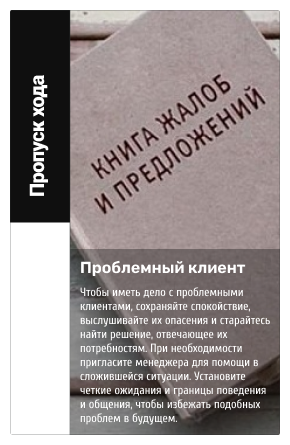 Пропуск хода
КНИГА ЖАЛОБ
И ПРЕДЛОЖЕНИЙ
Проблемный клиент
Чтобы иметь дело с проблемными
клиентами, сохраняйте спокойствие,
выслушивайте их опасения и старайтесь
найти решение, отвечающее их
потребностям. При необходимости
пригласите менеджера для помощи в
сложившейся ситуации. Установите
четкие ожидания и границы поведения
и общения, чтобы избежать подобных
проблем в будущем.